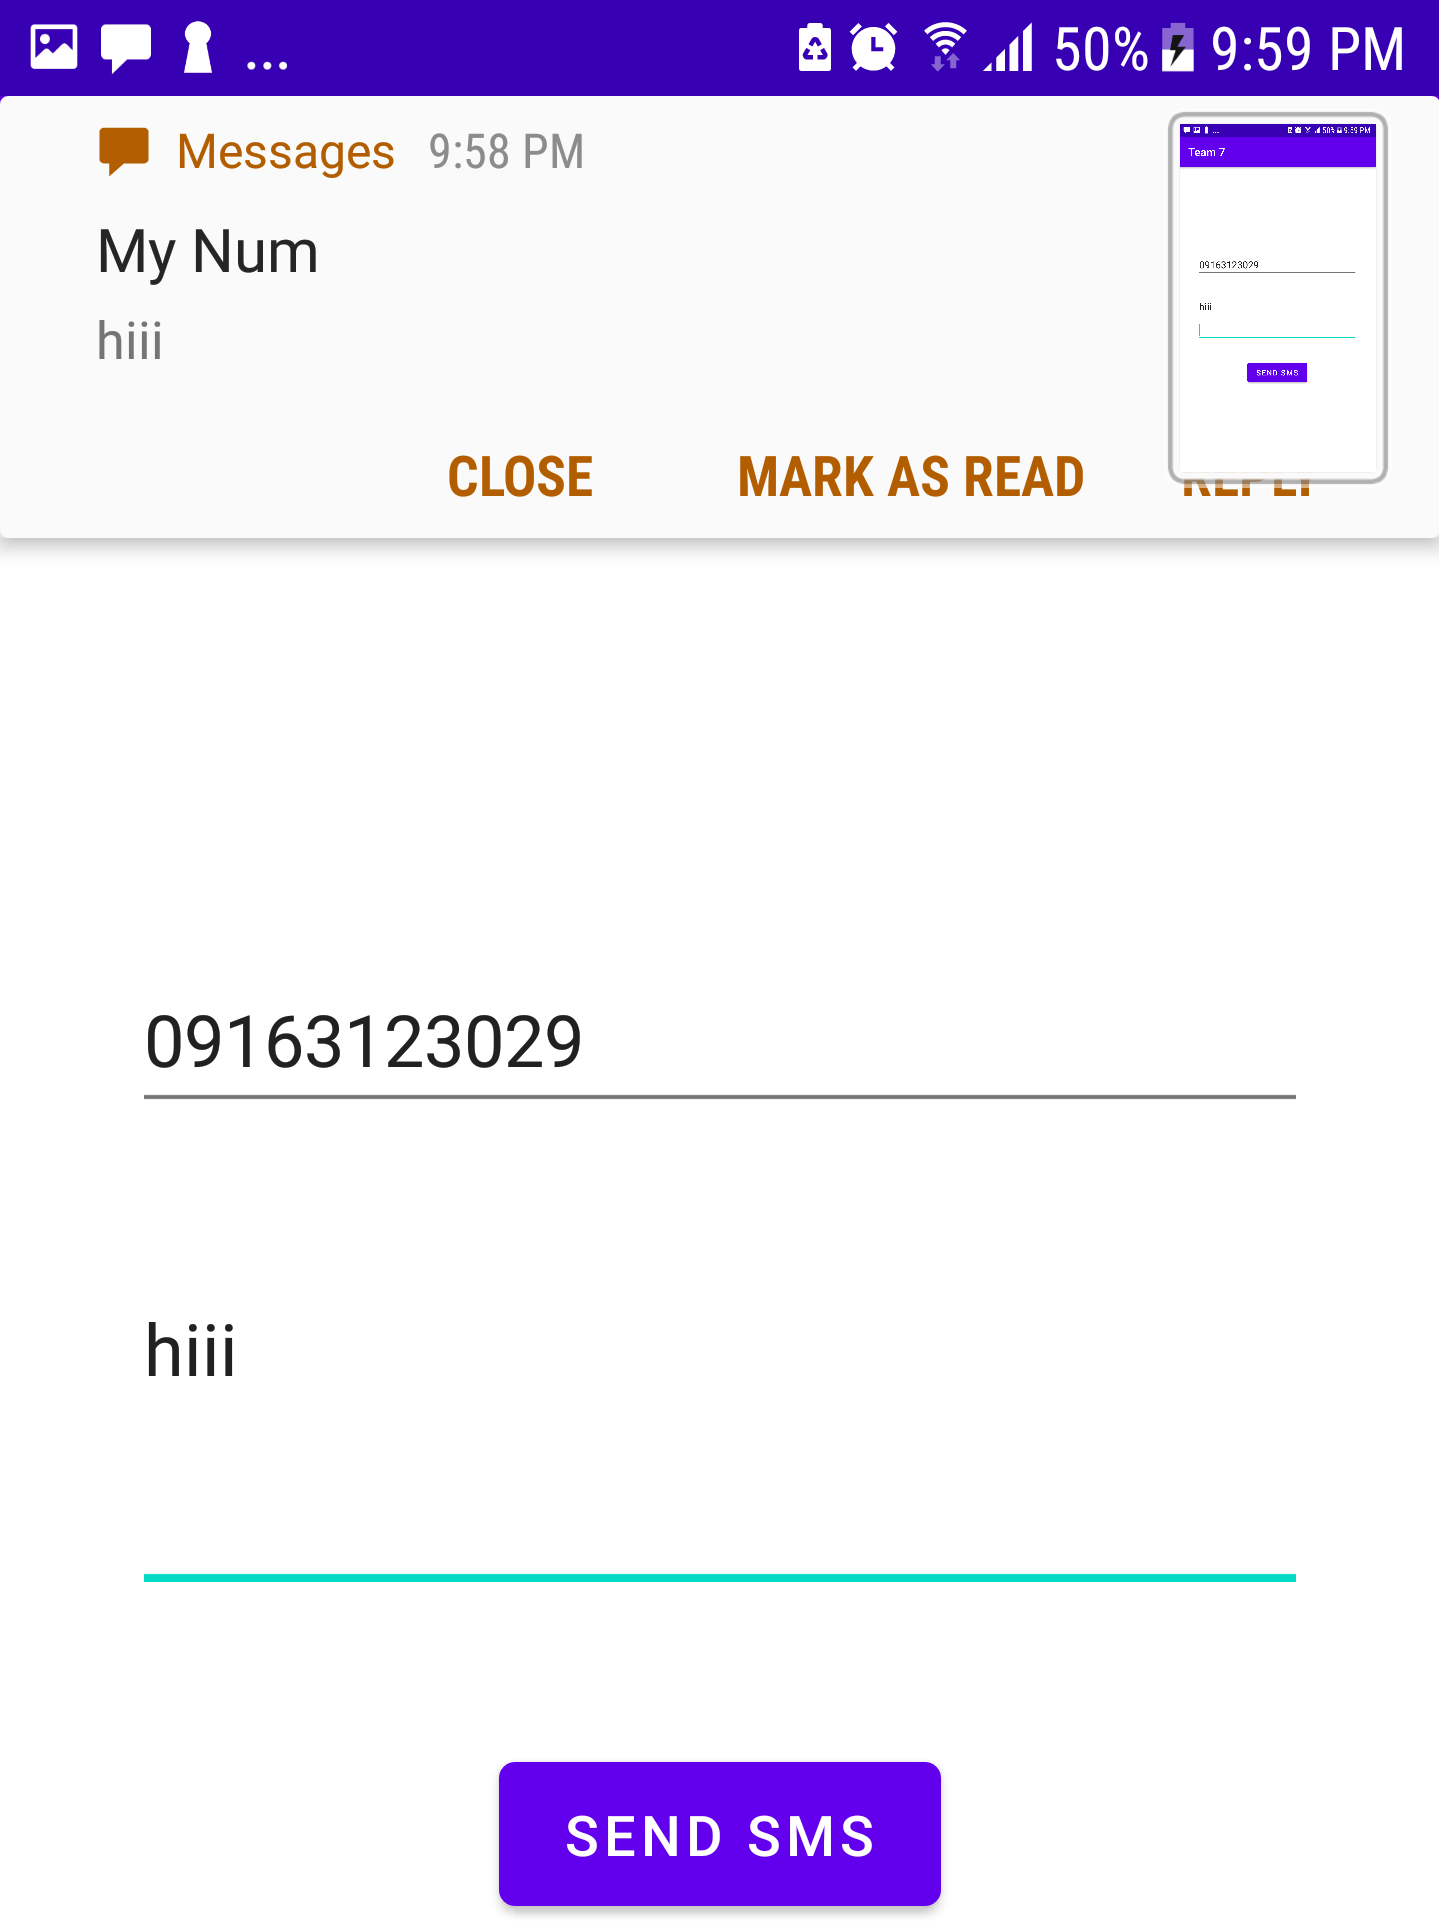 ... 50% 9:59 PM
Messages 9:58 PM
My Num
hiii
CLOSE MARK AS READ REPLY
Team 7
09163123029
hiii
SEND SMS
09163123029
hiii
SEND SMS